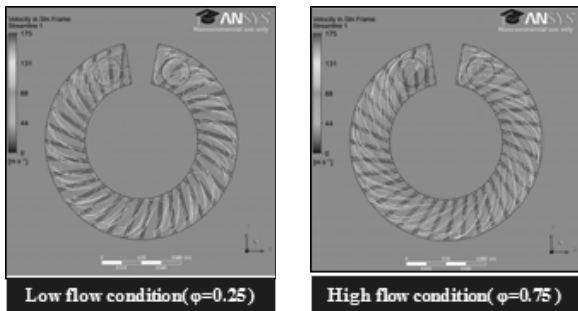 Velocity in Stn Frame
Streamline 1
175
131
88
44
0
[m s^-1]
ANSYS
Noncommercial use only
Low flow condition(φ=0.25)
Velocity in Stn Frame
Streamline 1
175
131
88
44
0
[m s^-1]
ANSYS
Noncommercial use only
High flow condition(φ=0.75)